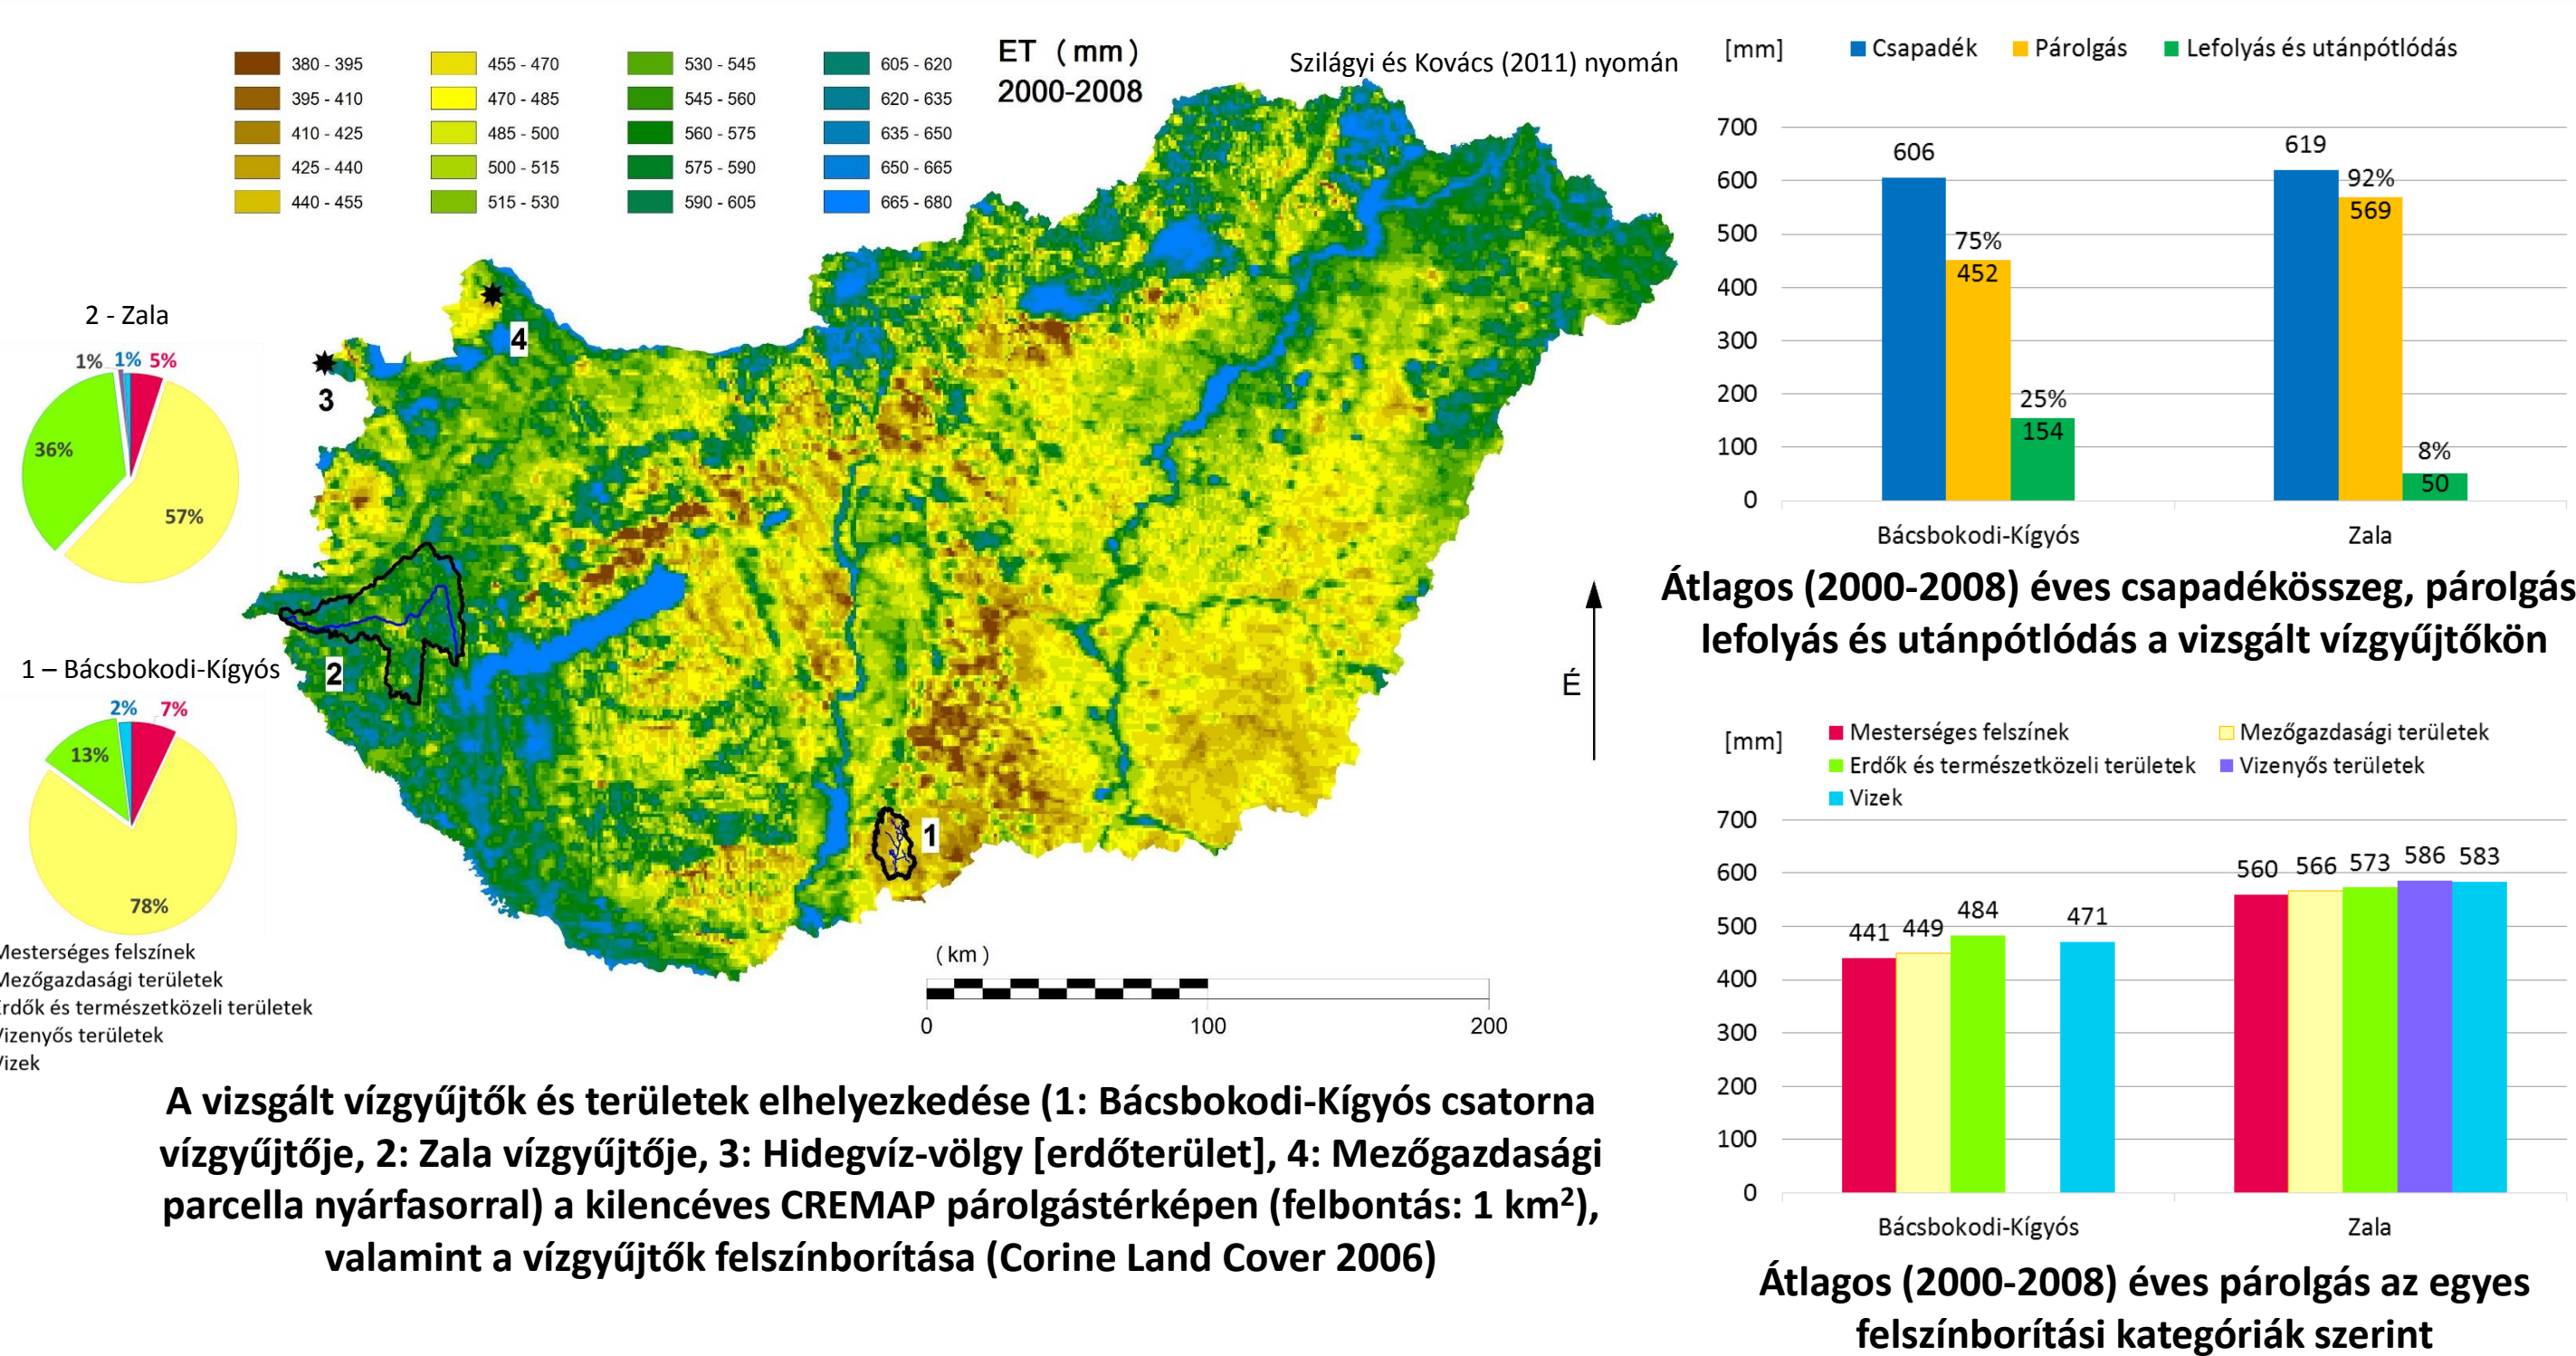 380 - 395
395 - 410
410 - 425
425 - 440
440 - 455
455 - 470
470 - 485
485 - 500
500 - 515
515 - 530
530 - 545
545 - 560
560 - 575
575 - 590
590 - 605
605 - 620
620 - 635
635 - 650
650 - 665
665 - 680
ET (mm)
2000-2008
Szilágyi és Kovács (2011) nyomán
2 - Zala
1% 1% 5%
36%
57%
1 – Bácsbokodi-Kígyós
2% 7%
13%
78%
Mesterséges felszínek
Mezőgazdasági területek
Erdők és természetközeli területek
Vizenyős területek
Vizek
4
3
2
1
É
(km)
0 100 200
A vizsgált vízgyűjtők és területek elhelyezkedése (1: Bácsbokodi-Kígyós csatorna
vízgyűjtője, 2: Zala vízgyűjtője, 3: Hidegvíz-völgy [erdőterület], 4: Mezőgazdasági
parcella nyárfasorral) a kilencéves CREMAP párolgástérképen (felbontás: 1 km²),
valamint a vízgyűjtők felszínborítása (Corine Land Cover 2006)
[mm]
Csapadék Párolgás Lefolyás és utánpótlódás
700
600
500
400
300
200
100
0
606
75%
452
25%
154
619
92%
569
8%
50
Bácsbokodi-Kígyós Zala
Átlagos (2000-2008) éves csapadékösszeg, párolgás
lefolyás és utánpótlódás a vizsgált vízgyűjtőkön
[mm]
Mesterséges felszínek Mezőgazdasági területek
Erdők és természetközeli területek Vizenyős területek
Vizek
700
600
500
400
300
200
100
0
441 449 484 471
560 566 573 586 583
Bácsbokodi-Kígyós Zala
Átlagos (2000-2008) éves párolgás az egyes
felszínborítási kategóriák szerint